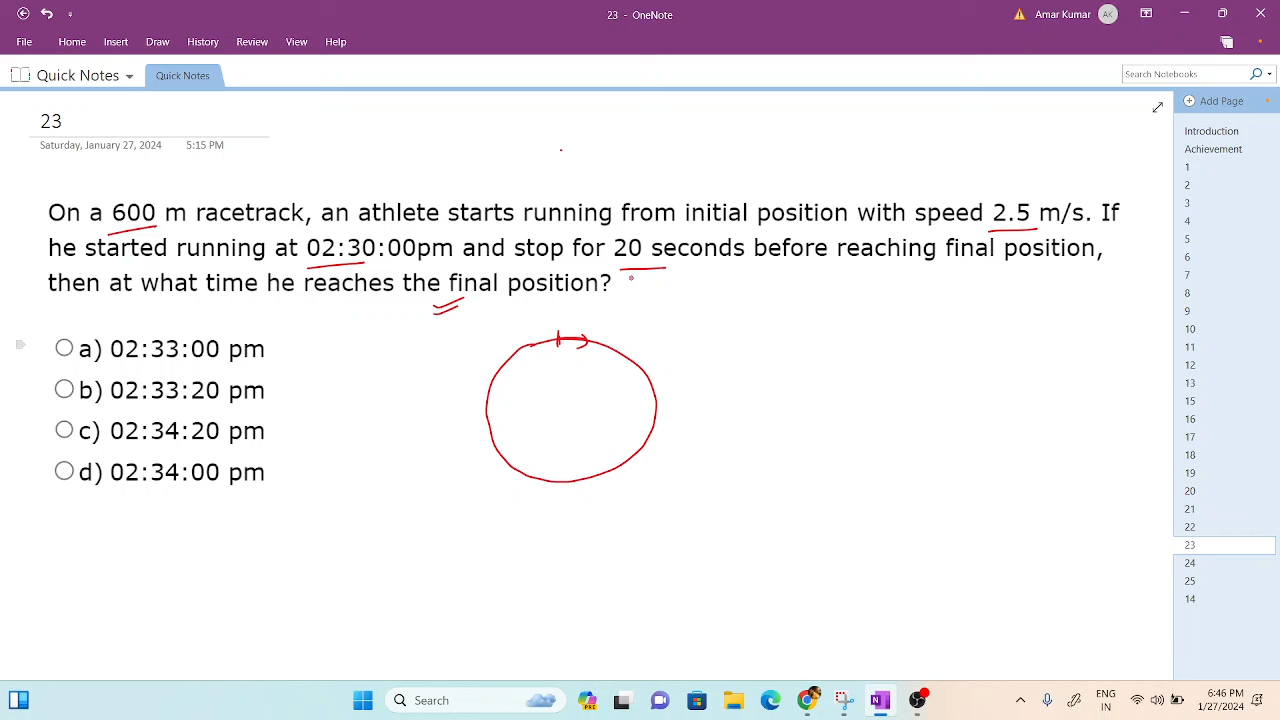 23 - OneNote
Amar Kumar AK
File Home Insert Draw History Review View Help
Quick Notes Quick Notes Search Notebooks
23
Saturday, January 27, 2024 5:15 PM
On a 600 m racetrack, an athlete starts running from initial position with speed 2.5 m/s. If
he started running at 02:30:00pm and stop for 20 seconds before reaching final position,
then at what time he reaches the final position?
a) 02:33:00 pm
b) 02:33:20 pm
c) 02:34:20 pm
d) 02:34:00 pm
Add Page
Introduction
Achievement
1
2
3
4
5
6
7
8
9
10
11
12
13
15
16
17
18
19
20
21
22
23
24
25
14
Search
PRE
ENG
IN
6:46 PM
1/27/2024